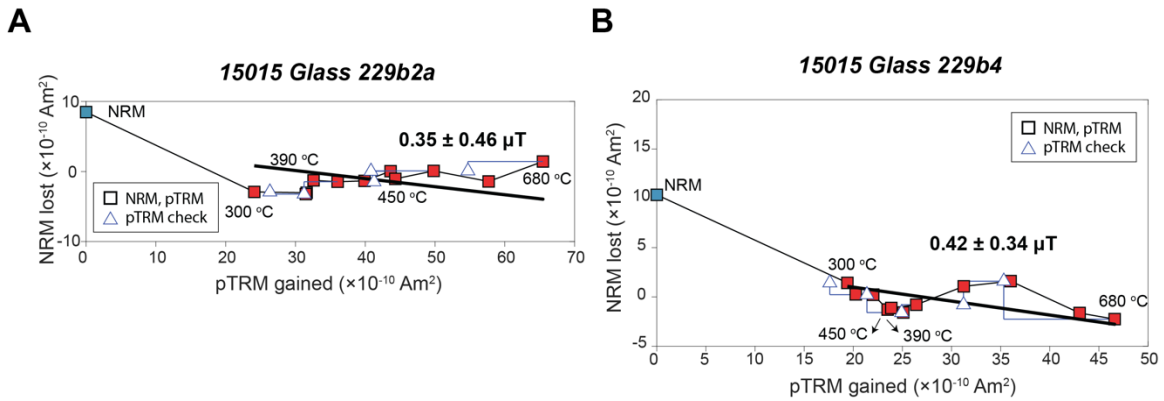 A
15015 Glass 229b2a
NRM lost (×10⁻¹⁰ Am²)
10
0
-10
NRM
0.35 ± 0.46 µT
390 °C
300 °C
450 °C
680 °C
NRM, pTRM
pTRM check
0 10 20 30 40 50 60 70
pTRM gained (×10⁻¹⁰ Am²)
B
15015 Glass 229b4
NRM lost (×10⁻¹⁰ Am²)
20
15
10
5
0
-5
NRM, pTRM
pTRM check
NRM
0.42 ± 0.34 µT
300 °C
680 °C
450 °C
390 °C
0 5 10 15 20 25 30 35 40 45 50
pTRM gained (×10⁻¹⁰ Am²)